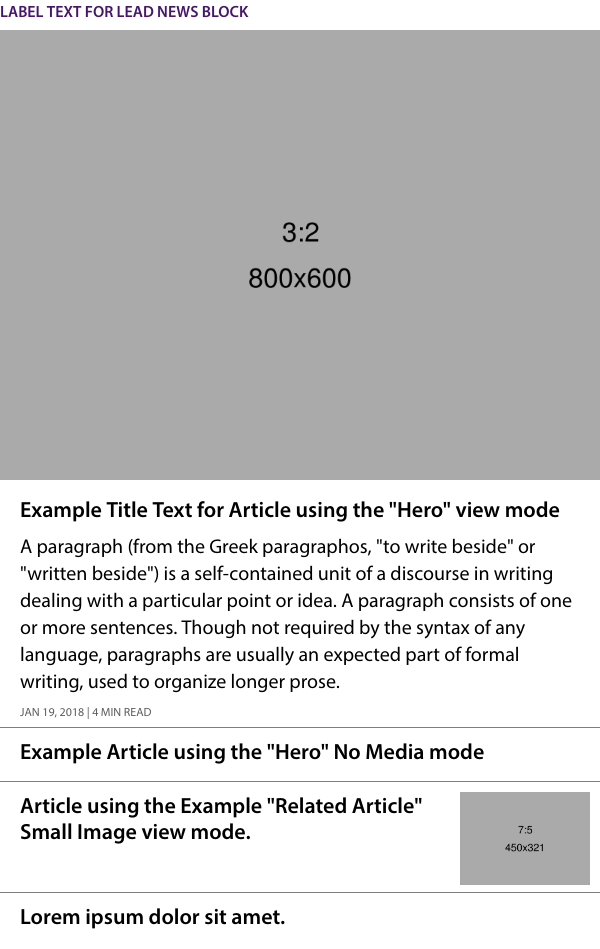 LABEL TEXT FOR LEAD NEWS BLOCK
3:2
800x600
Example Title Text for Article using the "Hero" view mode
A paragraph (from the Greek paragraphos, "to write beside" or
"written beside") is a self-contained unit of a discourse in writing
dealing with a particular point or idea. A paragraph consists of one
or more sentences. Though not required by the syntax of any
language, paragraphs are usually an expected part of formal
writing, used to organize longer prose.
JAN 19, 2018 | 4 MIN READ
Example Article using the "Hero" No Media mode
Article using the Example "Related Article"
Small Image view mode.
7:5
450x321
Lorem ipsum dolor sit amet.